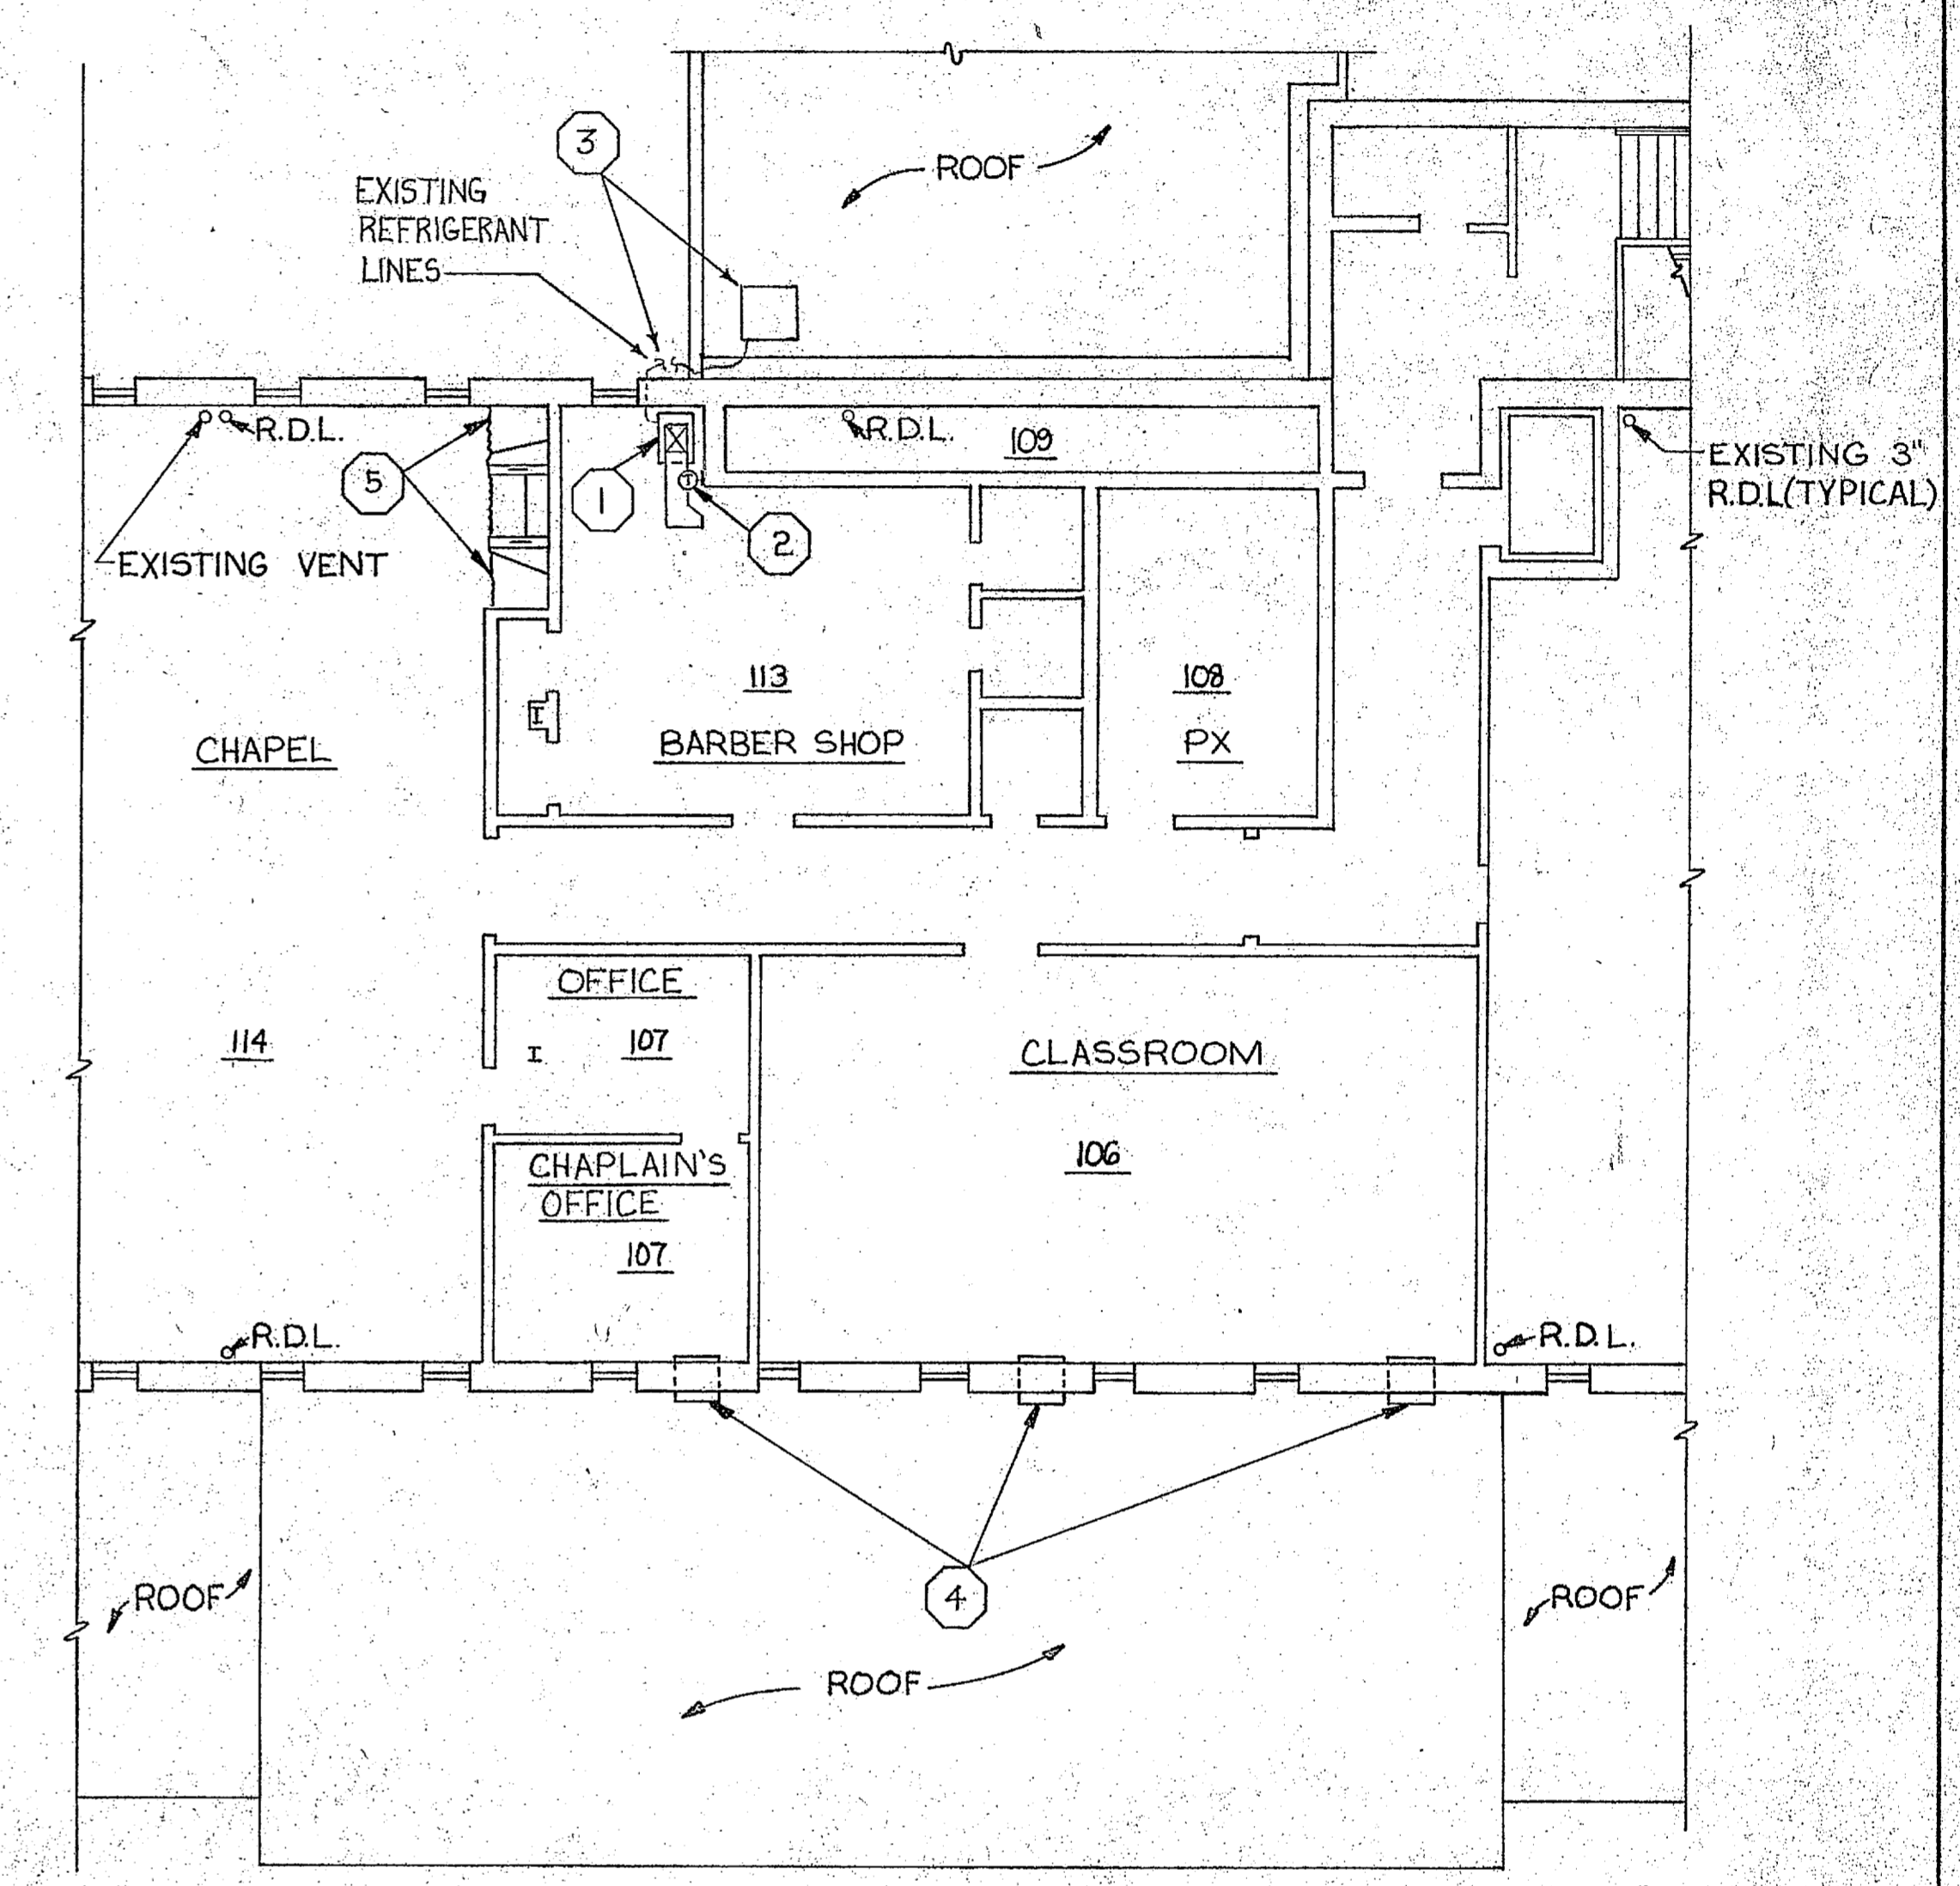 3
ROOF
EXISTING
REFRIGERANT
LINES
R.D.L.
R.D.L.
109
EXISTING 3"
R.D.L(TYPICAL)
5
1
2
EXISTING VENT
113
108
CHAPEL
BARBER SHOP
PX
OFFICE
114
I
107
CLASSROOM
106
CHAPLAIN'S
OFFICE
107
R.D.L.
R.D.L.
4
ROOF
ROOF
ROOF